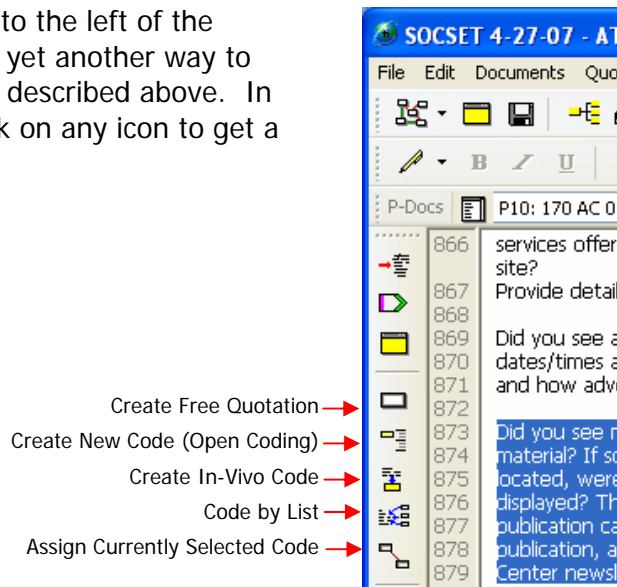 to the left of the
yet another way to
described above. In
k on any icon to get a
SOCSET 4-27-07 - AT
File Edit Documents Quo
B I U
P-Docs P10: 170 AC 0
866 services offer
site?
867 Provide detail
868
869 Did you see a
870 dates/times a
871 and how adv
872
873 Did you see
874 material? If so
875 located, were
876 displayed? Th
877 publication ca
878 publication, a
879 Center newsl
Create Free Quotation
Create New Code (Open Coding)
Create In-Vivo Code
Code by List
Assign Currently Selected Code